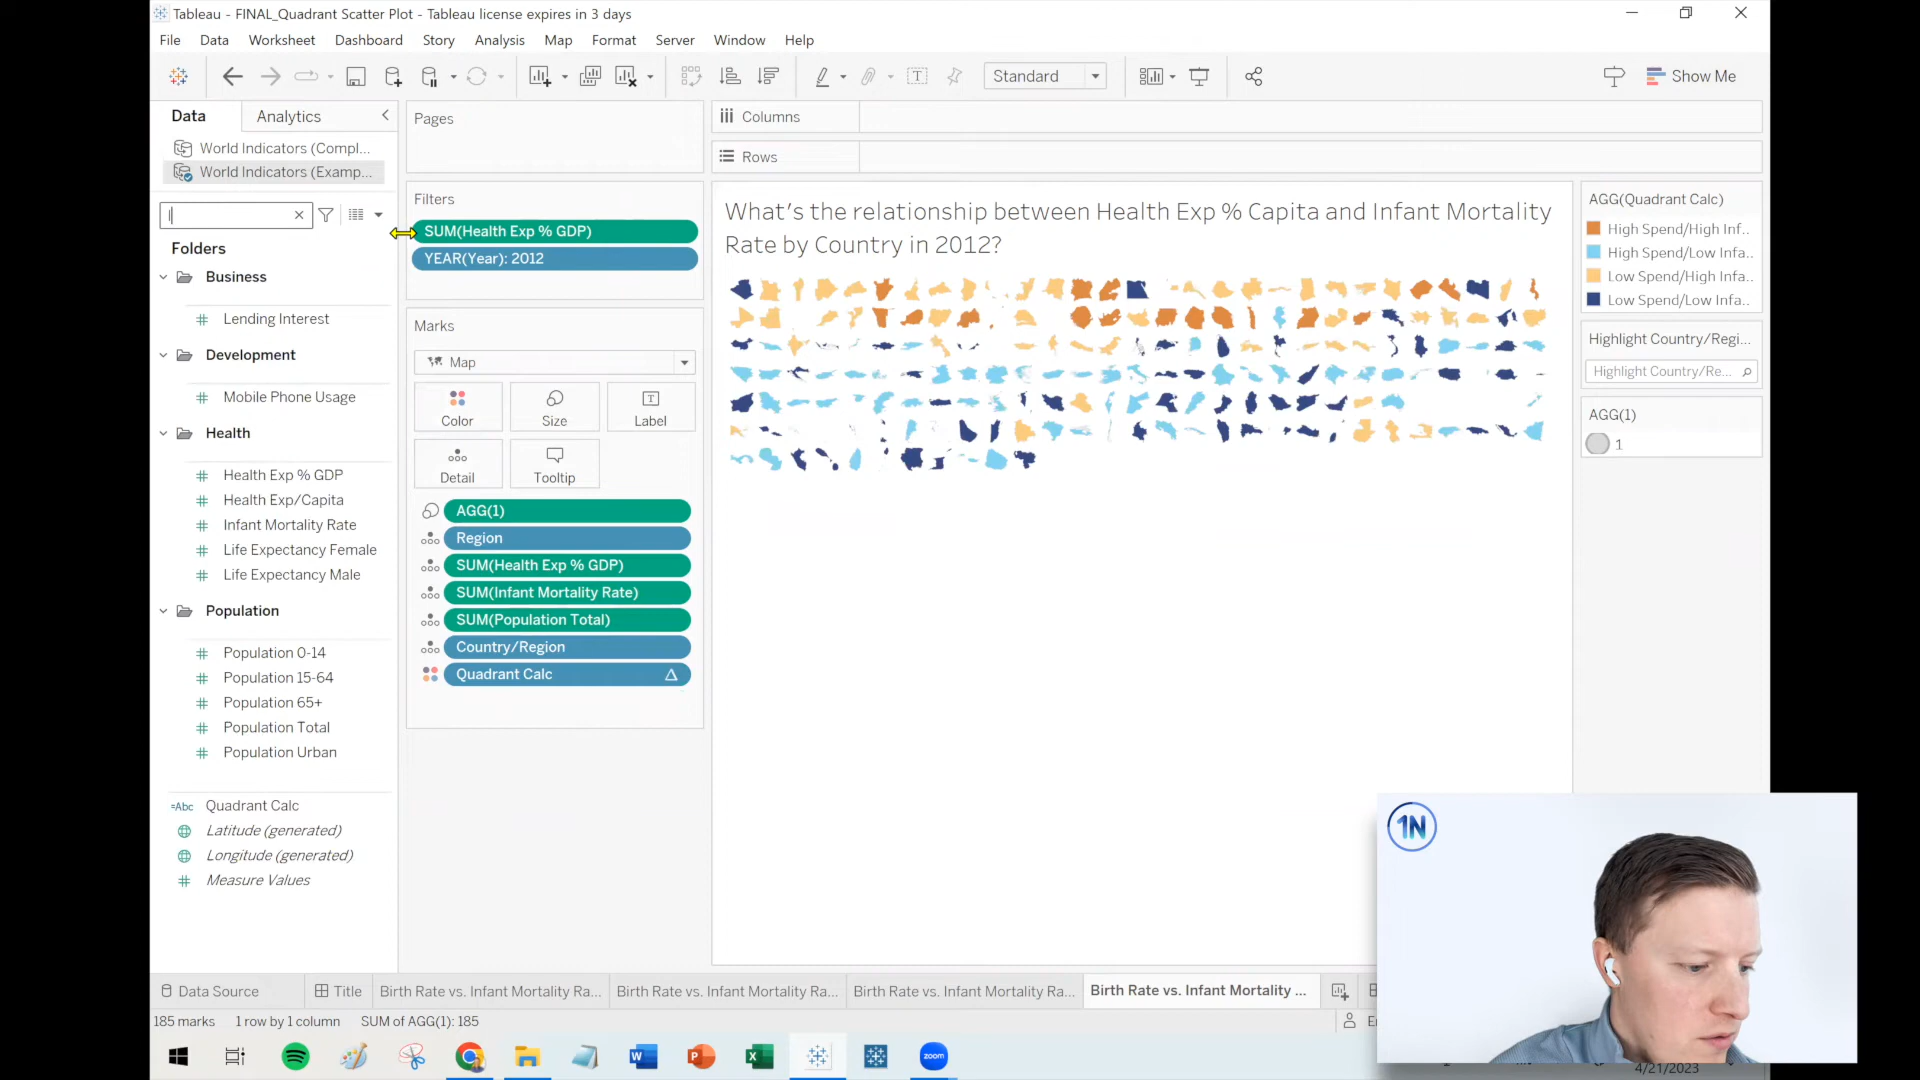 Tableau - FINAL_Quadrant Scatter Plot - Tableau license expires in 3 days
File Data Worksheet Dashboard Story Analysis Map Format Server Window Help
Standard
Show Me
Data Analytics
World Indicators (Compl...
World Indicators (Examp...
Folders
Business
Lending Interest
Development
Mobile Phone Usage
Health
Health Exp % GDP
Health Exp/Capita
Infant Mortality Rate
Life Expectancy Female
Life Expectancy Male
Population
Population 0-14
Population 15-64
Population 65+
Population Total
Population Urban
=Abc Quadrant Calc
Latitude (generated)
Longitude (generated)
Measure Values
Pages
Filters
SUM(Health Exp % GDP)
YEAR(Year): 2012
Marks
Map
Color Size Label
Detail Tooltip
AGG(1)
Region
SUM(Health Exp % GDP)
SUM(Infant Mortality Rate)
SUM(Population Total)
Country/Region
Quadrant Calc
Columns
Rows
What's the relationship between Health Exp % Capita and Infant Mortality
Rate by Country in 2012?
AGG(Quadrant Calc)
High Spend/High Inf..
High Spend/Low Infa..
Low Spend/High Infa..
Low Spend/Low Infa..
Highlight Country/Regi...
Highlight Country/Re...
AGG(1)
1
1N
Data Source Title Birth Rate vs. Infant Mortality Ra... Birth Rate vs. Infant Mortality Ra... Birth Rate vs. Infant Mortality Ra... Birth Rate vs. Infant Mortality ...
185 marks 1 row by 1 column SUM of AGG(1): 185
zoom
4/21/2023